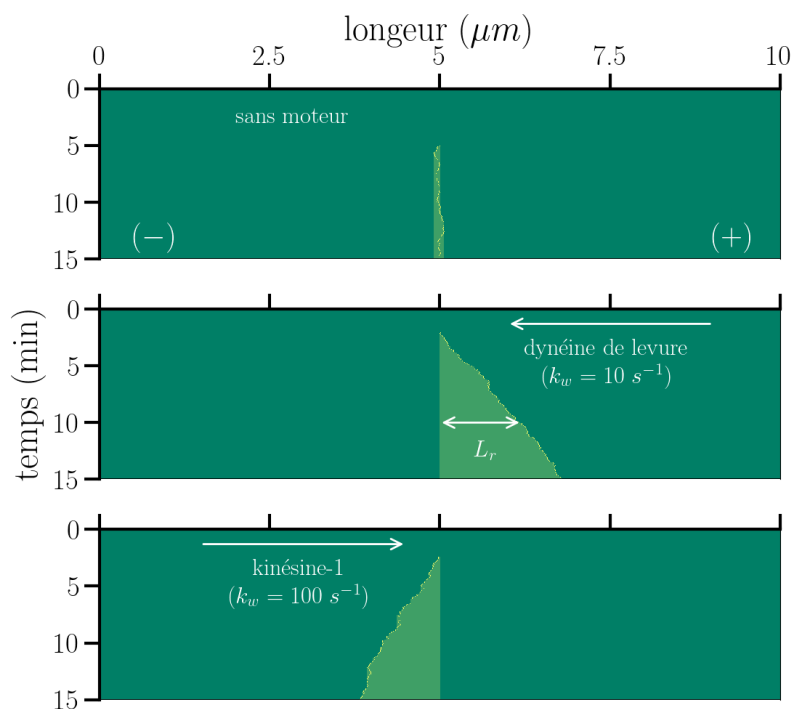 longeur (μm)
0 2.5 5 7.5 10
0
sans moteur
5
10
(−) (+)
15
temps (min)
0
dynéine de levure
5
(k_w = 10 s⁻¹)
10
L_r
15
0
kinésine-1
5
(k_w = 100 s⁻¹)
10
15